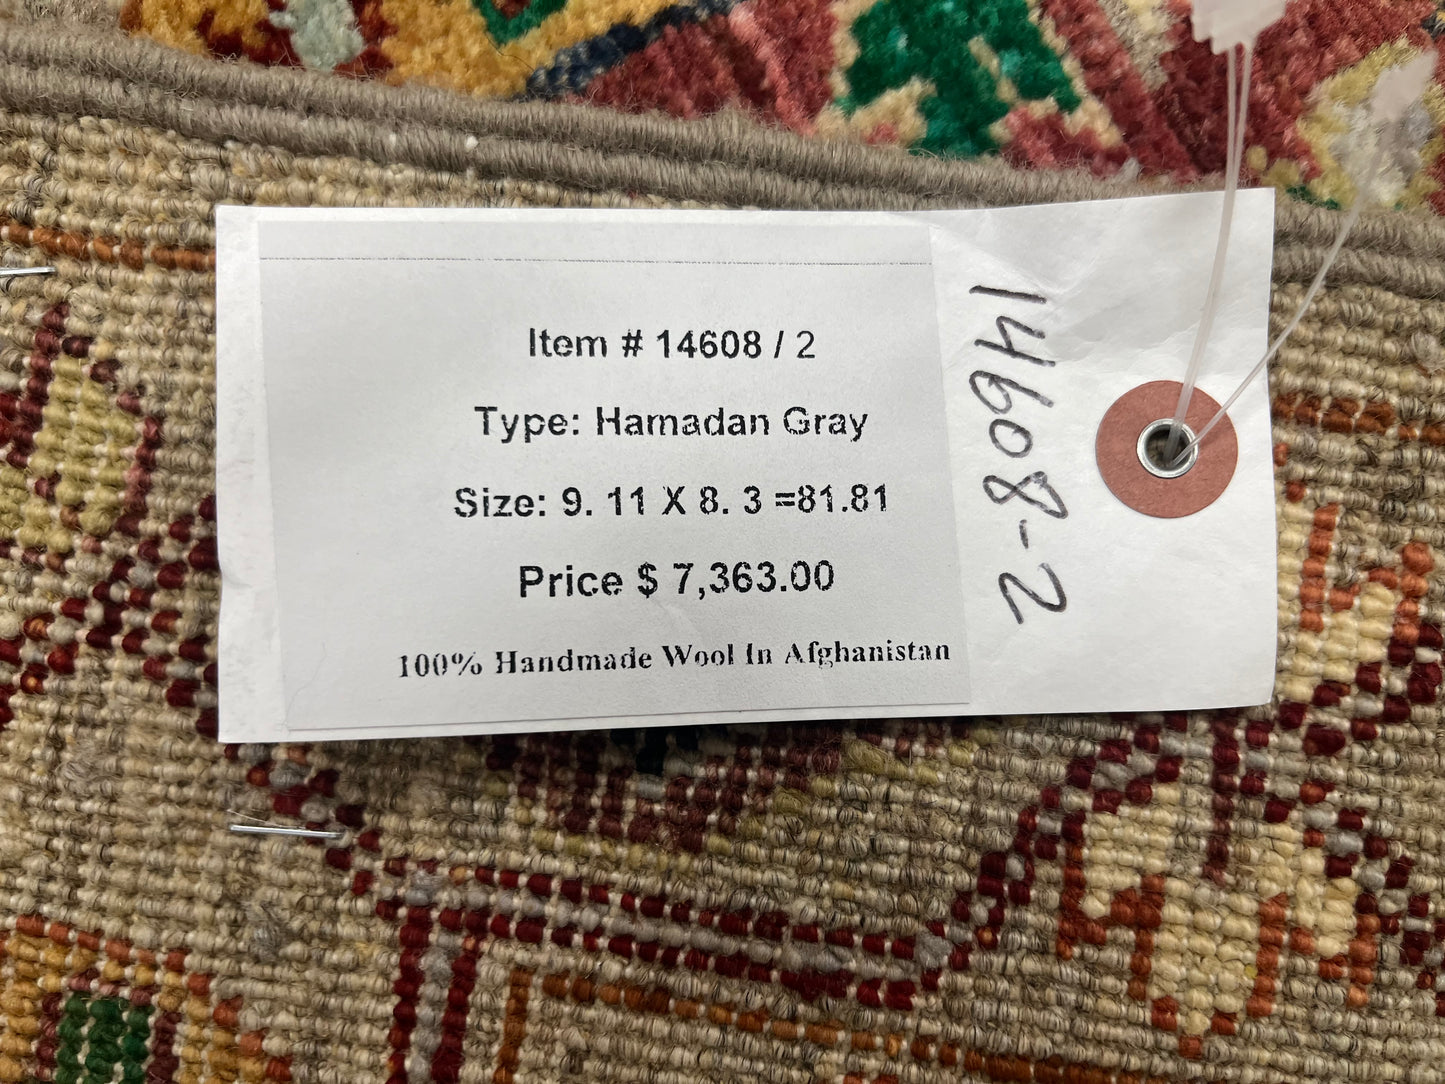 Item # 14608 / 2
Type: Hamadan Gray
Size: 9. 11 X 8. 3 =81.81
Price $ 7,363.00
100% Handmade Wool In Afghanistan
14608-2